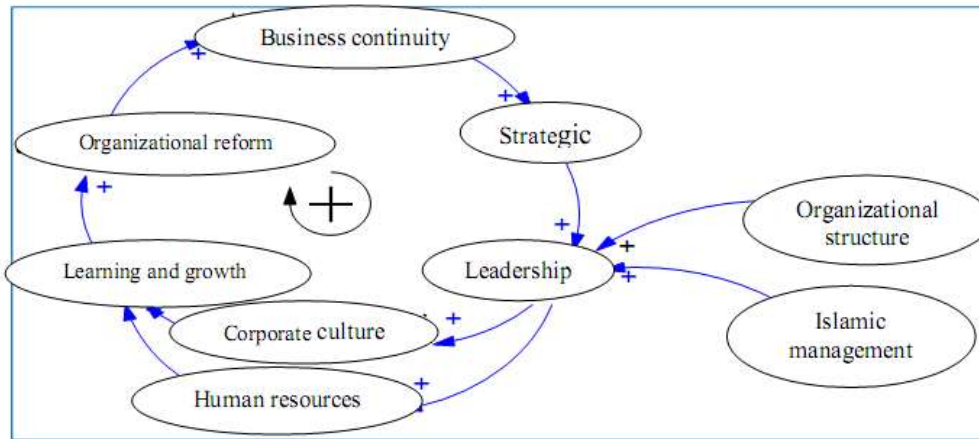 Business continuity
+
+
Strategic
Organizational reform
+
+
+
Organizational
structure
+
Learning and growth
Leadership
+
Corporate culture
+
Islamic
management
Human resources
+